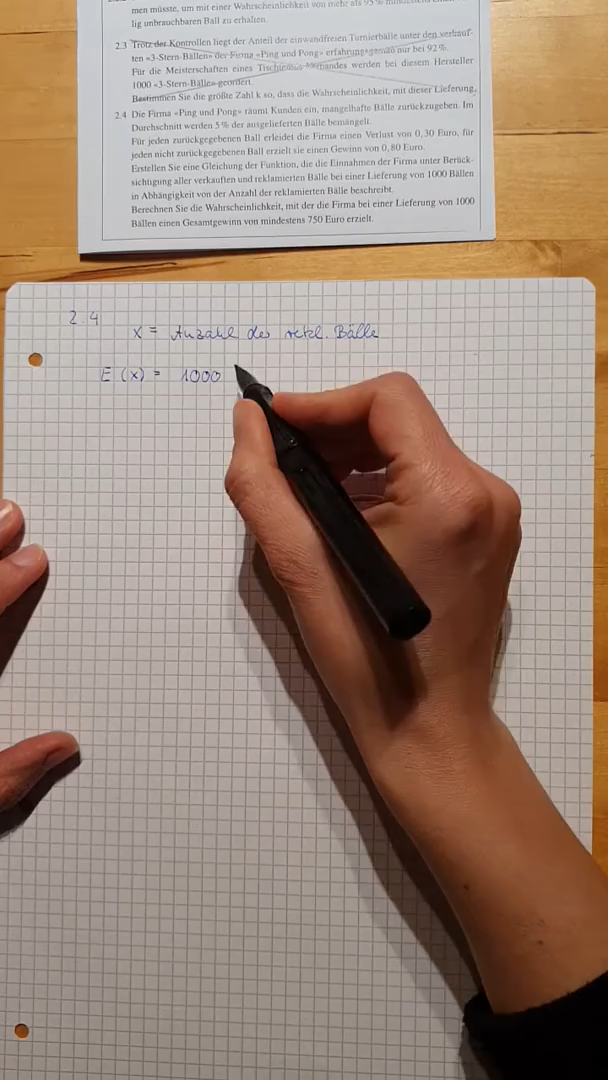 men müsste, um mit einer Wahrscheinlichkeit von mehr als 95 %
lig unbrauchbaren Ball zu erhalten.
2.3 Trotz der Kontrollen liegt der Anteil der einwandfreien Turnierbälle unter den verkauf-
ten «3-Stern-Bällen» der Firma «Ping und Pong» erfahrungsgemäß nur bei 92%.
Für die Meisterschaften eines Tischtennis-Verbandes werden bei diesem Hersteller
1000 «3-Stern-Bälle» geordert.
Bestimmen Sie die größte Zahl k so, dass die Wahrscheinlichkeit, mit dieser Lieferung,
2.4 Die Firma «Ping und Pong» räumt Kunden ein, mangelhafte Bälle zurückzugeben. Im
Durchschnitt werden 5 % der ausgelieferten Bälle bemängelt.
Für jeden zurückgegebenen Ball erleidet die Firma einen Verlust von 0,30 Euro, für
jeden nicht zurückgegebenen Ball erzielt sie einen Gewinn von 0,80 Euro.
Erstellen Sie eine Gleichung der Funktion, die die Einnahmen der Firma unter Berück-
sichtigung aller verkauften und reklamierten Bälle bei einer Lieferung von 1000 Bällen
in Abhängigkeit von der Anzahl der reklamierten Bälle beschreibt.
Berechnen Sie die Wahrscheinlichkeit, mit der die Firma bei einer Lieferung von 1000
Bällen einen Gesamtgewinn von mindestens 750 Euro erzielt.
2.4
x = Anzahl der rekl. Bälle
E (x) = 1000